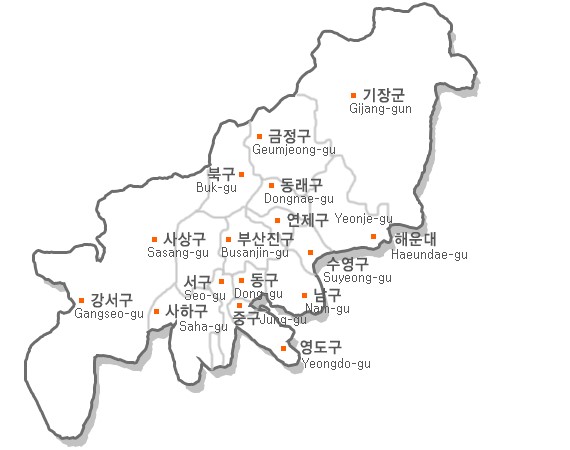 기장군
Gijang-gun
금정구
Geumjeong-gu
북구
Buk-gu
동래구
Dongnae-gu
연제구
Yeonje-gu
사상구
Sasang-gu
부산진구
Busanjin-gu
해운대
Haeundae-gu
수영구
Suyeong-gu
서구
Seo-gu
동구
Dong-gu
남구
Nam-gu
강서구
Gangseo-gu
사하구
Saha-gu
중구
Jung-gu
영도구
Yeongdo-gu